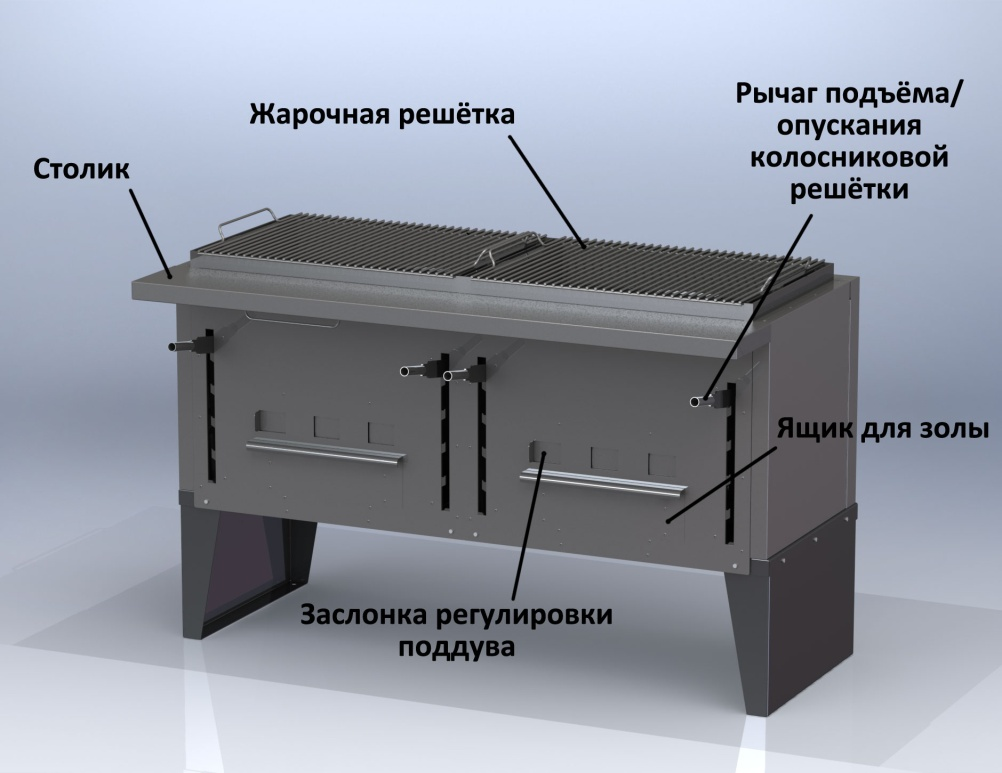 Рычаг подъёма/
опускания
колосниковой
решётки
Жарочная решётка
Столик
Ящик для золы
Заслонка регулировки
поддува